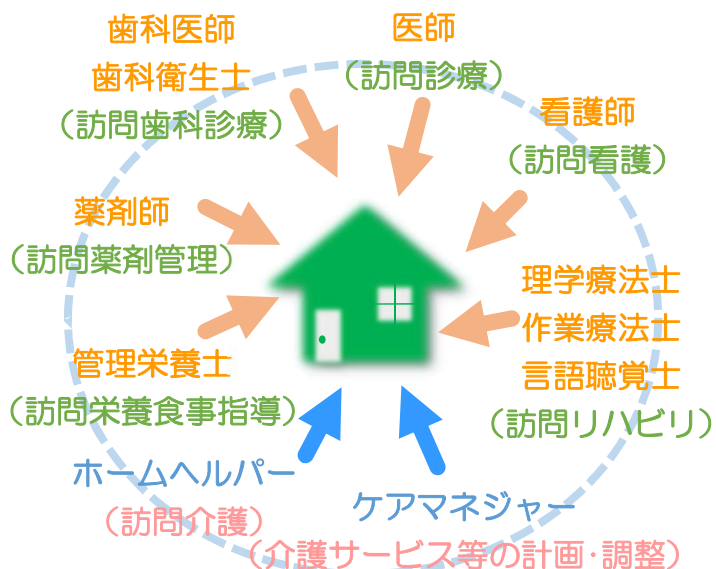 歯科医師
歯科衛生士
（訪問歯科診療）
医師
（訪問診療）
看護師
（訪問看護）
薬剤師
（訪問薬剤管理）
理学療法士
作業療法士
言語聴覚士
（訪問リハビリ）
管理栄養士
（訪問栄養食事指導）
ホームヘルパー
（訪問介護）
ケアマネジャー
（介護サービス等の計画・調整）